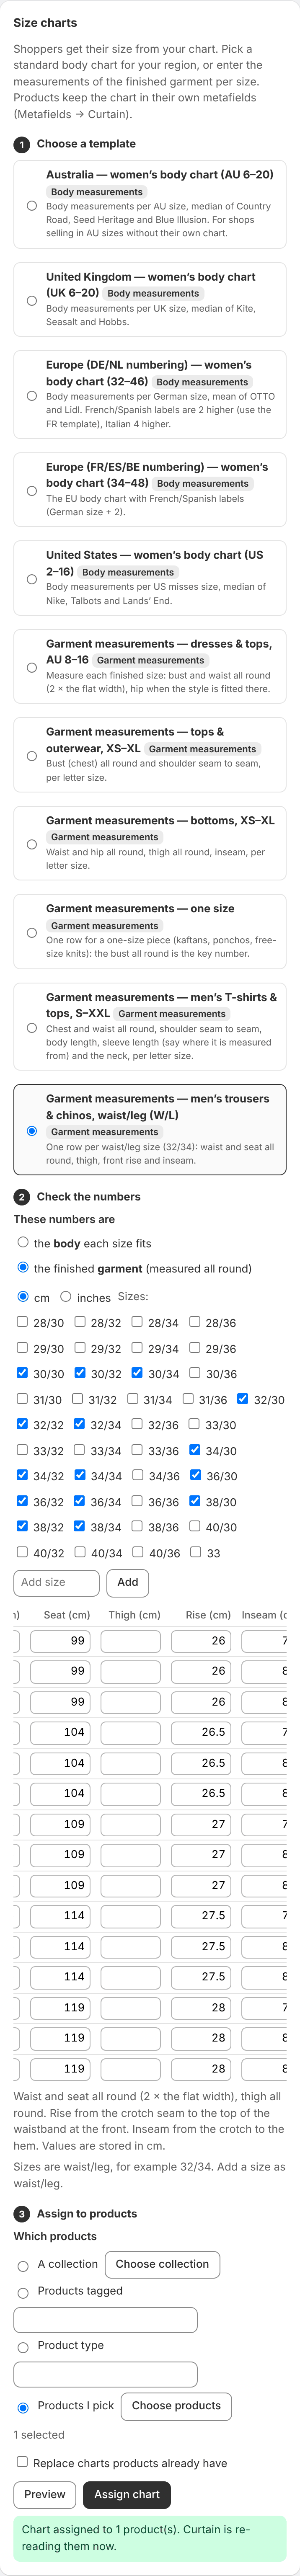 Size charts
Shoppers get their size from your chart. Pick a
standard body chart for your region, or enter the
measurements of the finished garment per size.
Products keep the chart in their own metafields
(Metafields → Curtain).
1 Choose a template
Australia — women's body chart (AU 6–20)
Body measurements
Body measurements per AU size, median of Country
Road, Seed Heritage and Blue Illusion. For shops
selling in AU sizes without their own chart.
United Kingdom — women's body chart
(UK 6–20) Body measurements
Body measurements per UK size, median of Kite,
Seasalt and Hobbs.
Europe (DE/NL numbering) — women's
body chart (32–46) Body measurements
Body measurements per German size, mean of OTTO
and Lidl. French/Spanish labels are 2 higher (use the
FR template), Italian 4 higher.
Europe (FR/ES/BE numbering) — women's
body chart (34–48) Body measurements
The EU body chart with French/Spanish labels
(German size + 2).
United States — women's body chart (US
2–16) Body measurements
Body measurements per US misses size, median of
Nike, Talbots and Lands' End.
Garment measurements — dresses & tops,
AU 8–16 Garment measurements
Measure each finished size: bust and waist all round
(2 × the flat width), hip when the style is fitted there.
Garment measurements — tops &
outerwear, XS–XL Garment measurements
Bust (chest) all round and shoulder seam to seam,
per letter size.
Garment measurements — bottoms, XS–XL
Garment measurements
Waist and hip all round, thigh all round, inseam, per
letter size.
Garment measurements — one size
Garment measurements
One row for a one-size piece (kaftans, ponchos, free-
size knits): the bust all round is the key number.
Garment measurements — men's T-shirts &
tops, S–XXL Garment measurements
Chest and waist all round, shoulder seam to seam,
body length, sleeve length (say where it is measured
from) and the neck, per letter size.
Garment measurements — men's trousers
& chinos, waist/leg (W/L)
Garment measurements
One row per waist/leg size (32/34): waist and seat all
round, thigh, front rise and inseam.
2 Check the numbers
These numbers are
the body each size fits
the finished garment (measured all round)
cm inches Sizes:
28/30 28/32 28/34 28/36
29/30 29/32 29/34 29/36
30/30 30/32 30/34 30/36
31/30 31/32 31/34 31/36 32/30
32/32 32/34 32/36 33/30
33/32 33/34 33/36 34/30
34/32 34/34 34/36 36/30
36/32 36/34 36/36 38/30
38/32 38/34 38/36 40/30
40/32 40/34 40/36 33
Add size Add
Seat (cm) Thigh (cm) Rise (cm) Inseam (c
99 26 7
99 26 8
99 26 8
104 26.5 7
104 26.5 8
104 26.5 8
109 27 7
109 27 8
109 27 8
114 27.5 7
114 27.5 8
114 27.5 8
119 28 7
119 28 8
119 28 8
Waist and seat all round (2 × the flat width), thigh all
round. Rise from the crotch seam to the top of the
waistband at the front. Inseam from the crotch to the
hem. Values are stored in cm.
Sizes are waist/leg, for example 32/34. Add a size as
waist/leg.
3 Assign to products
Which products
A collection Choose collection
Products tagged
Product type
Products I pick Choose products
1 selected
Replace charts products already have
Preview Assign chart
Chart assigned to 1 product(s). Curtain is re-
reading them now.